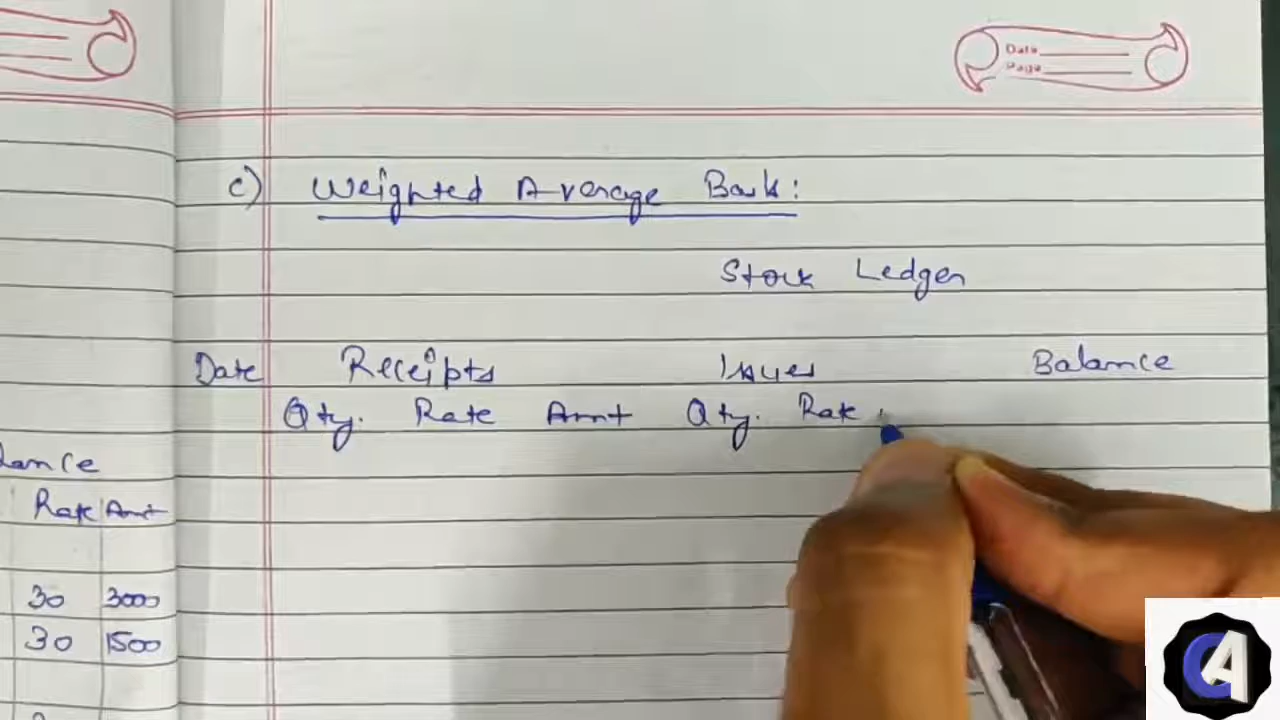 Date
Page
c) Weighted Average Basis:
Stock Ledger
Date Receipts Issues Balance
Qty. Rate Amt Qty. Rate
lance
Rate Amt
30 3000
30 1500
CA